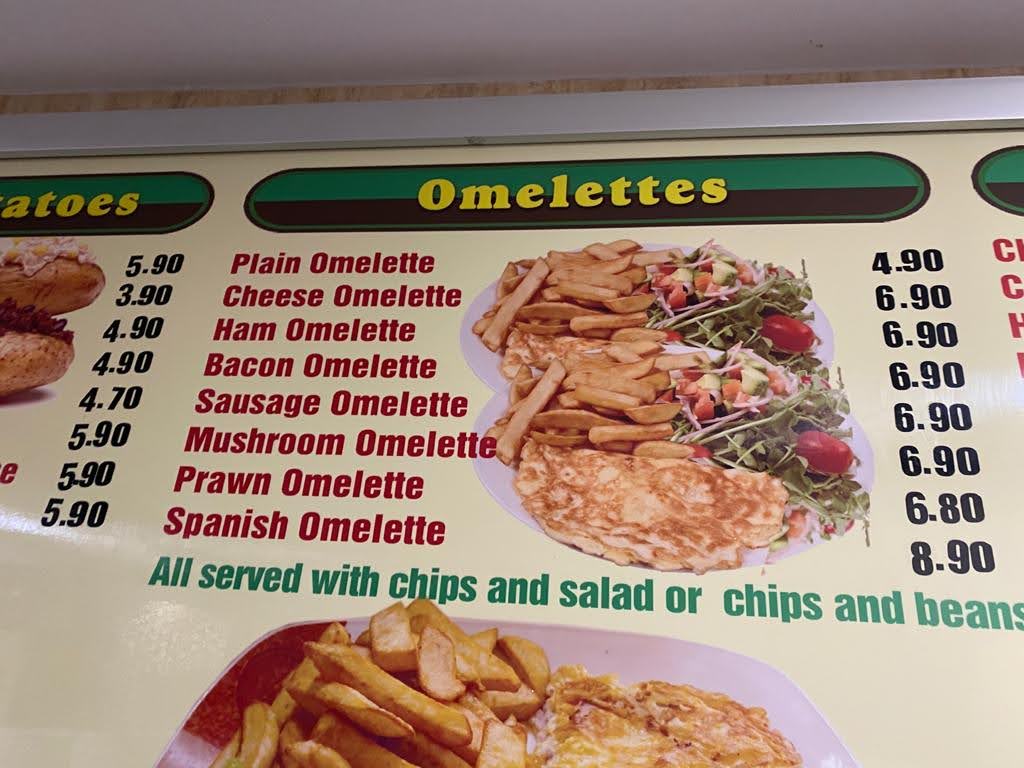 atoes
5.90
3.90
4.90
4.90
4.70
5.90
e 5.90
5.90
Omelettes
Plain Omelette 4.90
Cheese Omelette 6.90
Ham Omelette 6.90
Bacon Omelette 6.90
Sausage Omelette 6.90
Mushroom Omelette 6.90
Prawn Omelette 6.80
Spanish Omelette 8.90
All served with chips and salad or chips and beans